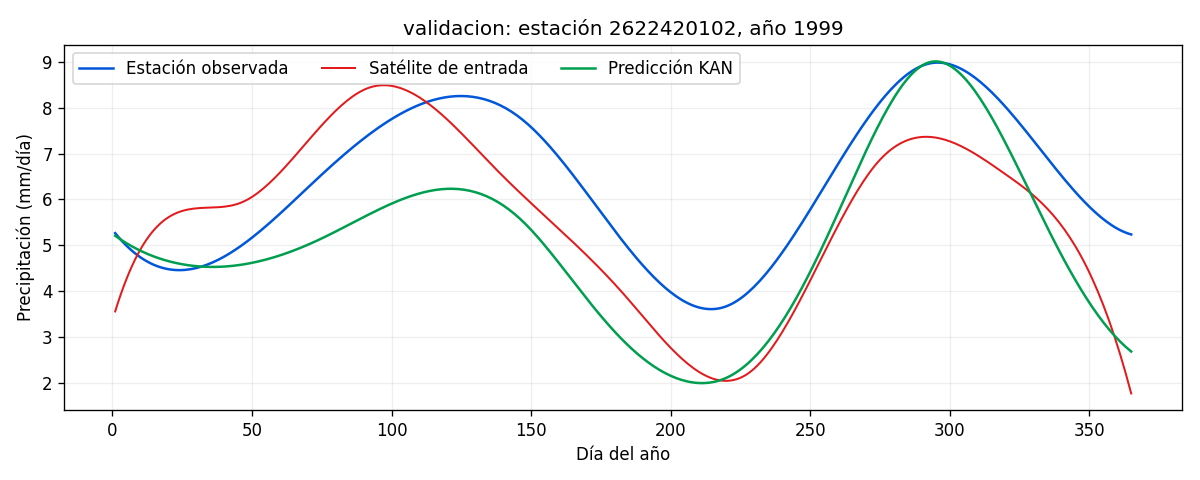 validacion: estación 2622420102, año 1999
Estación observada
Satélite de entrada
Predicción KAN
Precipitación (mm/día)
9
8
7
6
5
4
3
2
0
50
100
150
200
250
300
350
Día del año